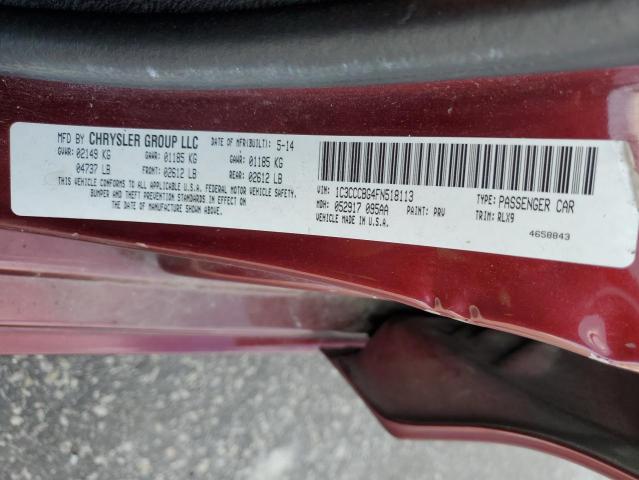 MFD BY CHRYSLER GROUP LLC DATE OF MFR(BUILT): 5-14
GVWR: 02149 KG GAWR: 01185 KG GAWR: 01185 KG
04737 LB FRONT: 02612 LB REAR: 02612 LB
THIS VEHICLE CONFORMS TO ALL APPLICABLE U.S.A. FEDERAL MOTOR VEHICLE SAFETY,
BUMPER AND THEFT PREVENTION STANDARDS IN EFFECT ON
THE DATE OF MANUFACTURE SHOWN ABOVE
VIN: 1C3CCCBG4FN518113 TYPE: PASSENGER CAR
MDH: 052917 095AA PAINT: PRV TRIM: RLX9
VEHICLE MADE IN U.S.A.
4658843